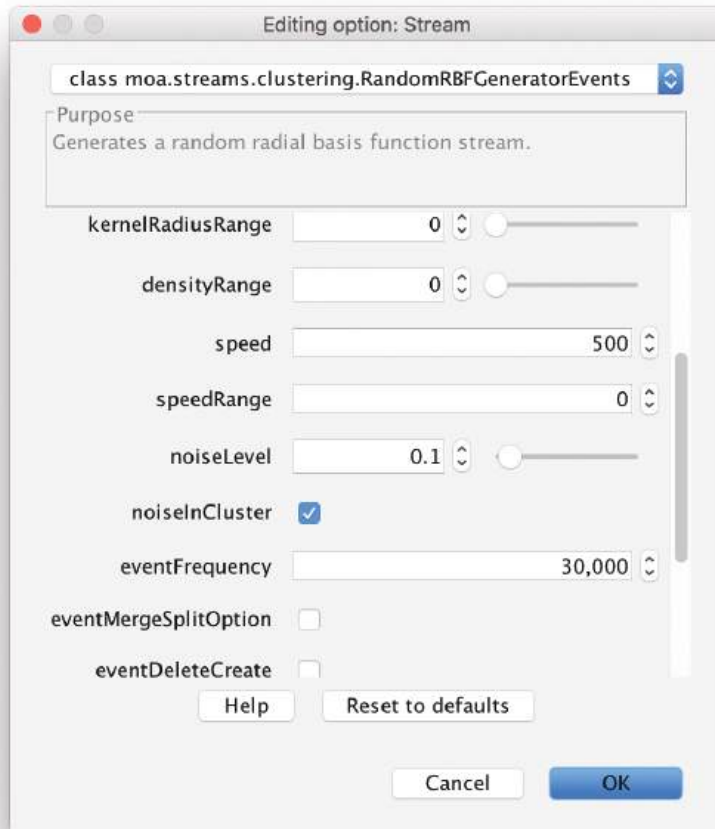 Editing option: Stream
class moa.streams.clustering.RandomRBFGeneratorEvents
Purpose
Generates a random radial basis function stream.
kernelRadiusRange 0
densityRange 0
speed 500
speedRange 0
noiseLevel 0.1
noiseInCluster
eventFrequency 30,000
eventMergeSplitOption
eventDeleteCreate
Help Reset to defaults
Cancel OK